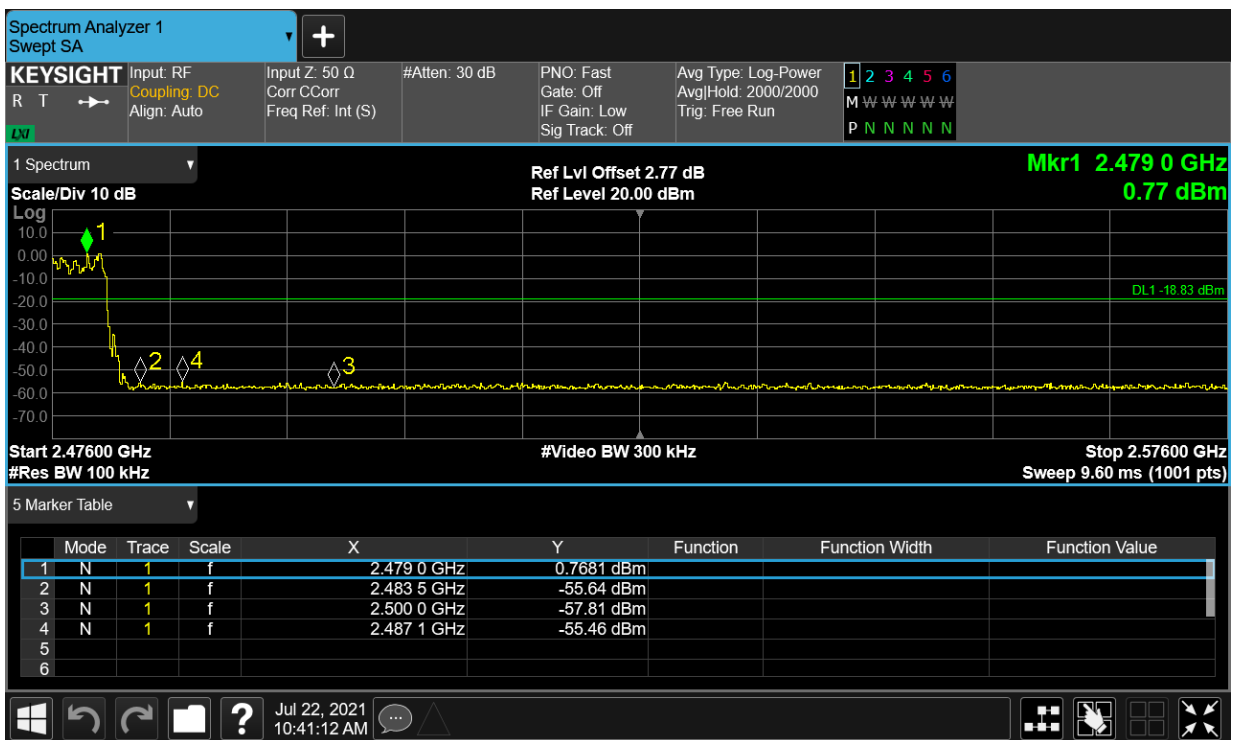 Spectrum Analyzer 1
Swept SA
+
KEYSIGHT
R T
LXI
Input: RF
Coupling: DC
Align: Auto
Input Z: 50 Ω
Corr CCorr
Freq Ref: Int (S)
#Atten: 30 dB
PNO: Fast
Gate: Off
IF Gain: Low
Sig Track: Off
Avg Type: Log-Power
Avg|Hold: 2000/2000
Trig: Free Run
1 2 3 4 5 6
M W W W W W
P N N N N N
1 Spectrum
Scale/Div 10 dB
Ref Lvl Offset 2.77 dB
Ref Level 20.00 dBm
Mkr1 2.479 0 GHz
0.77 dBm
Log
10.0
0.00
-10.0
-20.0
-30.0
-40.0
-50.0
-60.0
-70.0
1
2
4
3
DL1 -18.83 dBm
Start 2.47600 GHz
#Video BW 300 kHz
Stop 2.57600 GHz
#Res BW 100 kHz
Sweep 9.60 ms (1001 pts)
5 Marker Table
Mode Trace Scale X Y Function Function Width Function Value
1 N 1 f 2.479 0 GHz 0.7681 dBm
2 N 1 f 2.483 5 GHz -55.64 dBm
3 N 1 f 2.500 0 GHz -57.81 dBm
4 N 1 f 2.487 1 GHz -55.46 dBm
5
6
?
Jul 22, 2021
10:41:12 AM